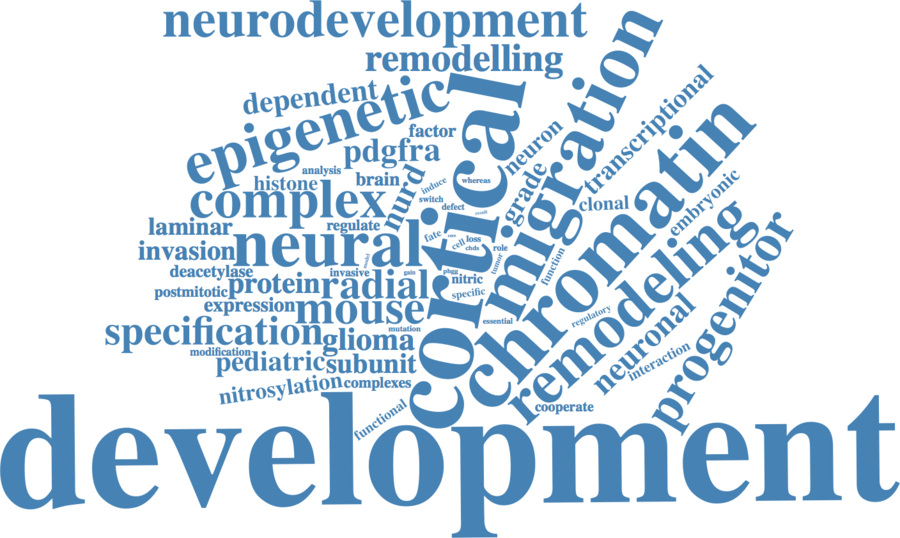 neurodevelopment
remodelling
dependent
epigenetic
factor
pdgfra
analysis
histone
brain
complex
nurd
induce
whereas
switch
defect
cortical
neuron
migration
transcriptional
grade
clonal
chromatin
embryonic
laminar
regulate
neural
invasion
fate
cell
loss
chds
role
tumor
function
deacetylase
invasive
gain
pbgg
nitric
postmitotic
protein
radial
specific
expression
mouse
essential
regulatory
remodeling
progenitor
specification
mutation
glioma
modification
pediatric
subunit
neuronal
interaction
nitrosylation
complexes
functional
cooperate
development